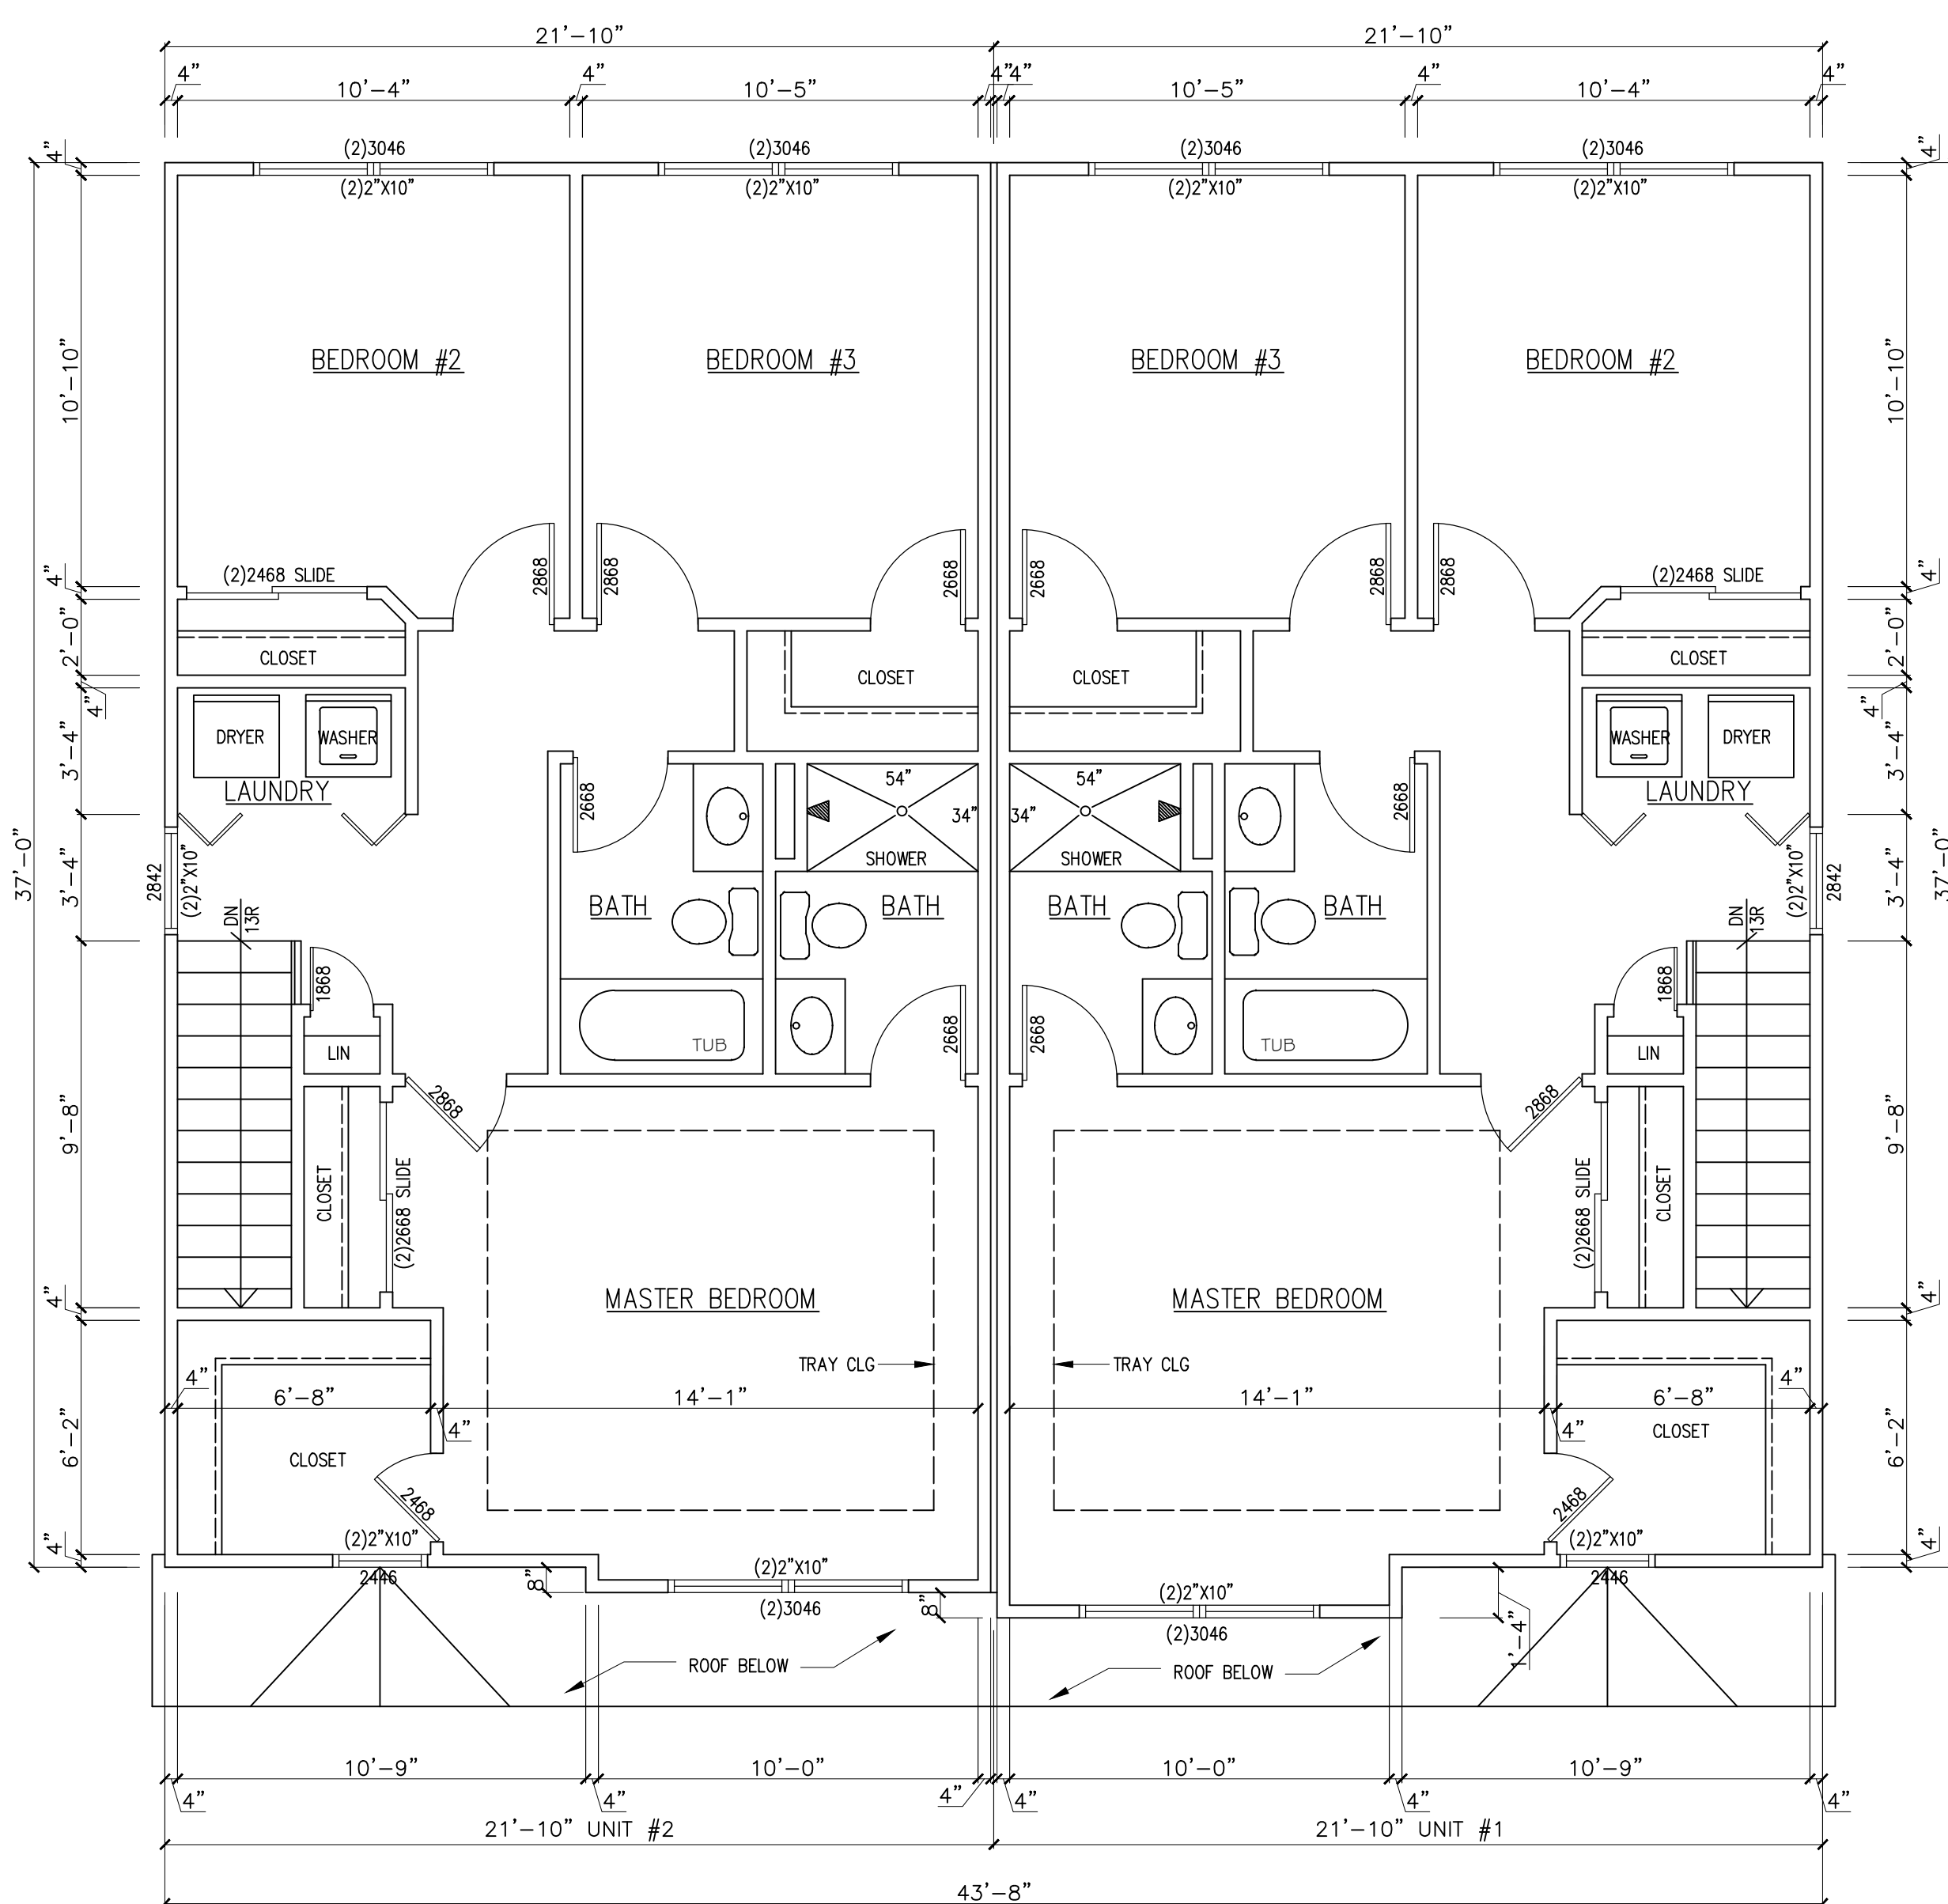 21'-10" 21'-10"
4" 4" 4"4" 4" 4"
10'-4" 10'-5" 10'-5" 10'-4"
4" (2)3046 (2)3046 (2)3046 (2)3046 4"
(2)2"X10" (2)2"X10" (2)2"X10" (2)2"X10"
10'-10" BEDROOM #2 BEDROOM #3 BEDROOM #3 BEDROOM #2 10'-10"
4" (2)2468 SLIDE 2868 2868 2668 2668 2868 2868 (2)2468 SLIDE 4"
2'-0" CLOSET CLOSET CLOSET CLOSET 2'-0"
4" 4"
3'-4" DRYER WASHER WASHER DRYER 3'-4"
LAUNDRY 2668 54" 54" 2668 LAUNDRY
34" 34"
SHOWER SHOWER
37'-0" 3'-4" 2842 (2)2"X10" (2)2"X10" 2842 3'-4" 37'-0"
DN 13R BATH BATH BATH BATH DN 13R
1868 1868
LIN TUB 2668 2668 TUB LIN
9'-8" 2868 2868 9'-8"
CLOSET (2)2668 SLIDE (2)2668 SLIDE CLOSET
4" MASTER BEDROOM MASTER BEDROOM 4"
4" TRAY CLG TRAY CLG 4"
6'-8" 14'-1" 14'-1" 6'-8"
6'-2" 4" 4" 6'-2"
CLOSET CLOSET
2468 2468
4" (2)2"X10" (2)2"X10" 4"
2446 8" (2)2"X10" 2446
8" (2)2"X10"
(2)3046
(2)3046 1'-4"
ROOF BELOW ROOF BELOW
10'-9" 10'-0" 10'-0" 10'-9"
4" 4" 4" 4" 4" 4"
21'-10" UNIT #2 21'-10" UNIT #1
43'-8"